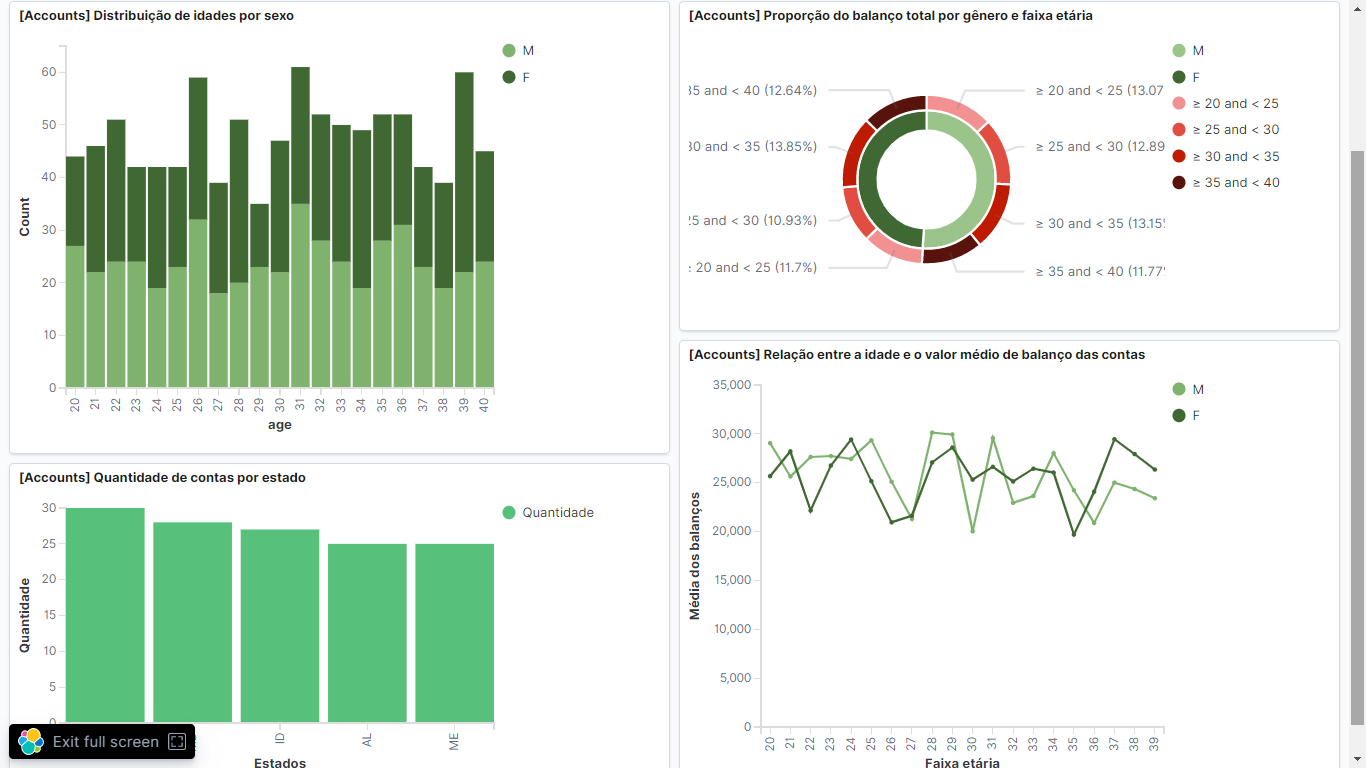 [Accounts] Distribuição de idades por sexo
M
F
60
50
40
30
20
10
0
Count
20 21 22 23 24 25 26 27 28 29 30 31 32 33 34 35 36 37 38 39 40
age
[Accounts] Proporção do balanço total por gênero e faixa etária
35 and < 40 (12.64%)
30 and < 35 (13.85%)
25 and < 30 (10.93%)
20 and < 25 (11.7%)
≥ 20 and < 25 (13.07
≥ 25 and < 30 (12.89
≥ 30 and < 35 (13.15
≥ 35 and < 40 (11.77
M
F
≥ 20 and < 25
≥ 25 and < 30
≥ 30 and < 35
≥ 35 and < 40
[Accounts] Quantidade de contas por estado
Quantidade
30
25
20
15
10
5
0
Quantidade
ID AL ME
Estados
Exit full screen
[Accounts] Relação entre a idade e o valor médio de balanço das contas
M
F
35,000
30,000
25,000
20,000
15,000
10,000
5,000
0
Média dos balanços
20 21 22 23 24 25 26 27 28 29 30 31 32 33 34 35 36 37 38 39
Faixa etária